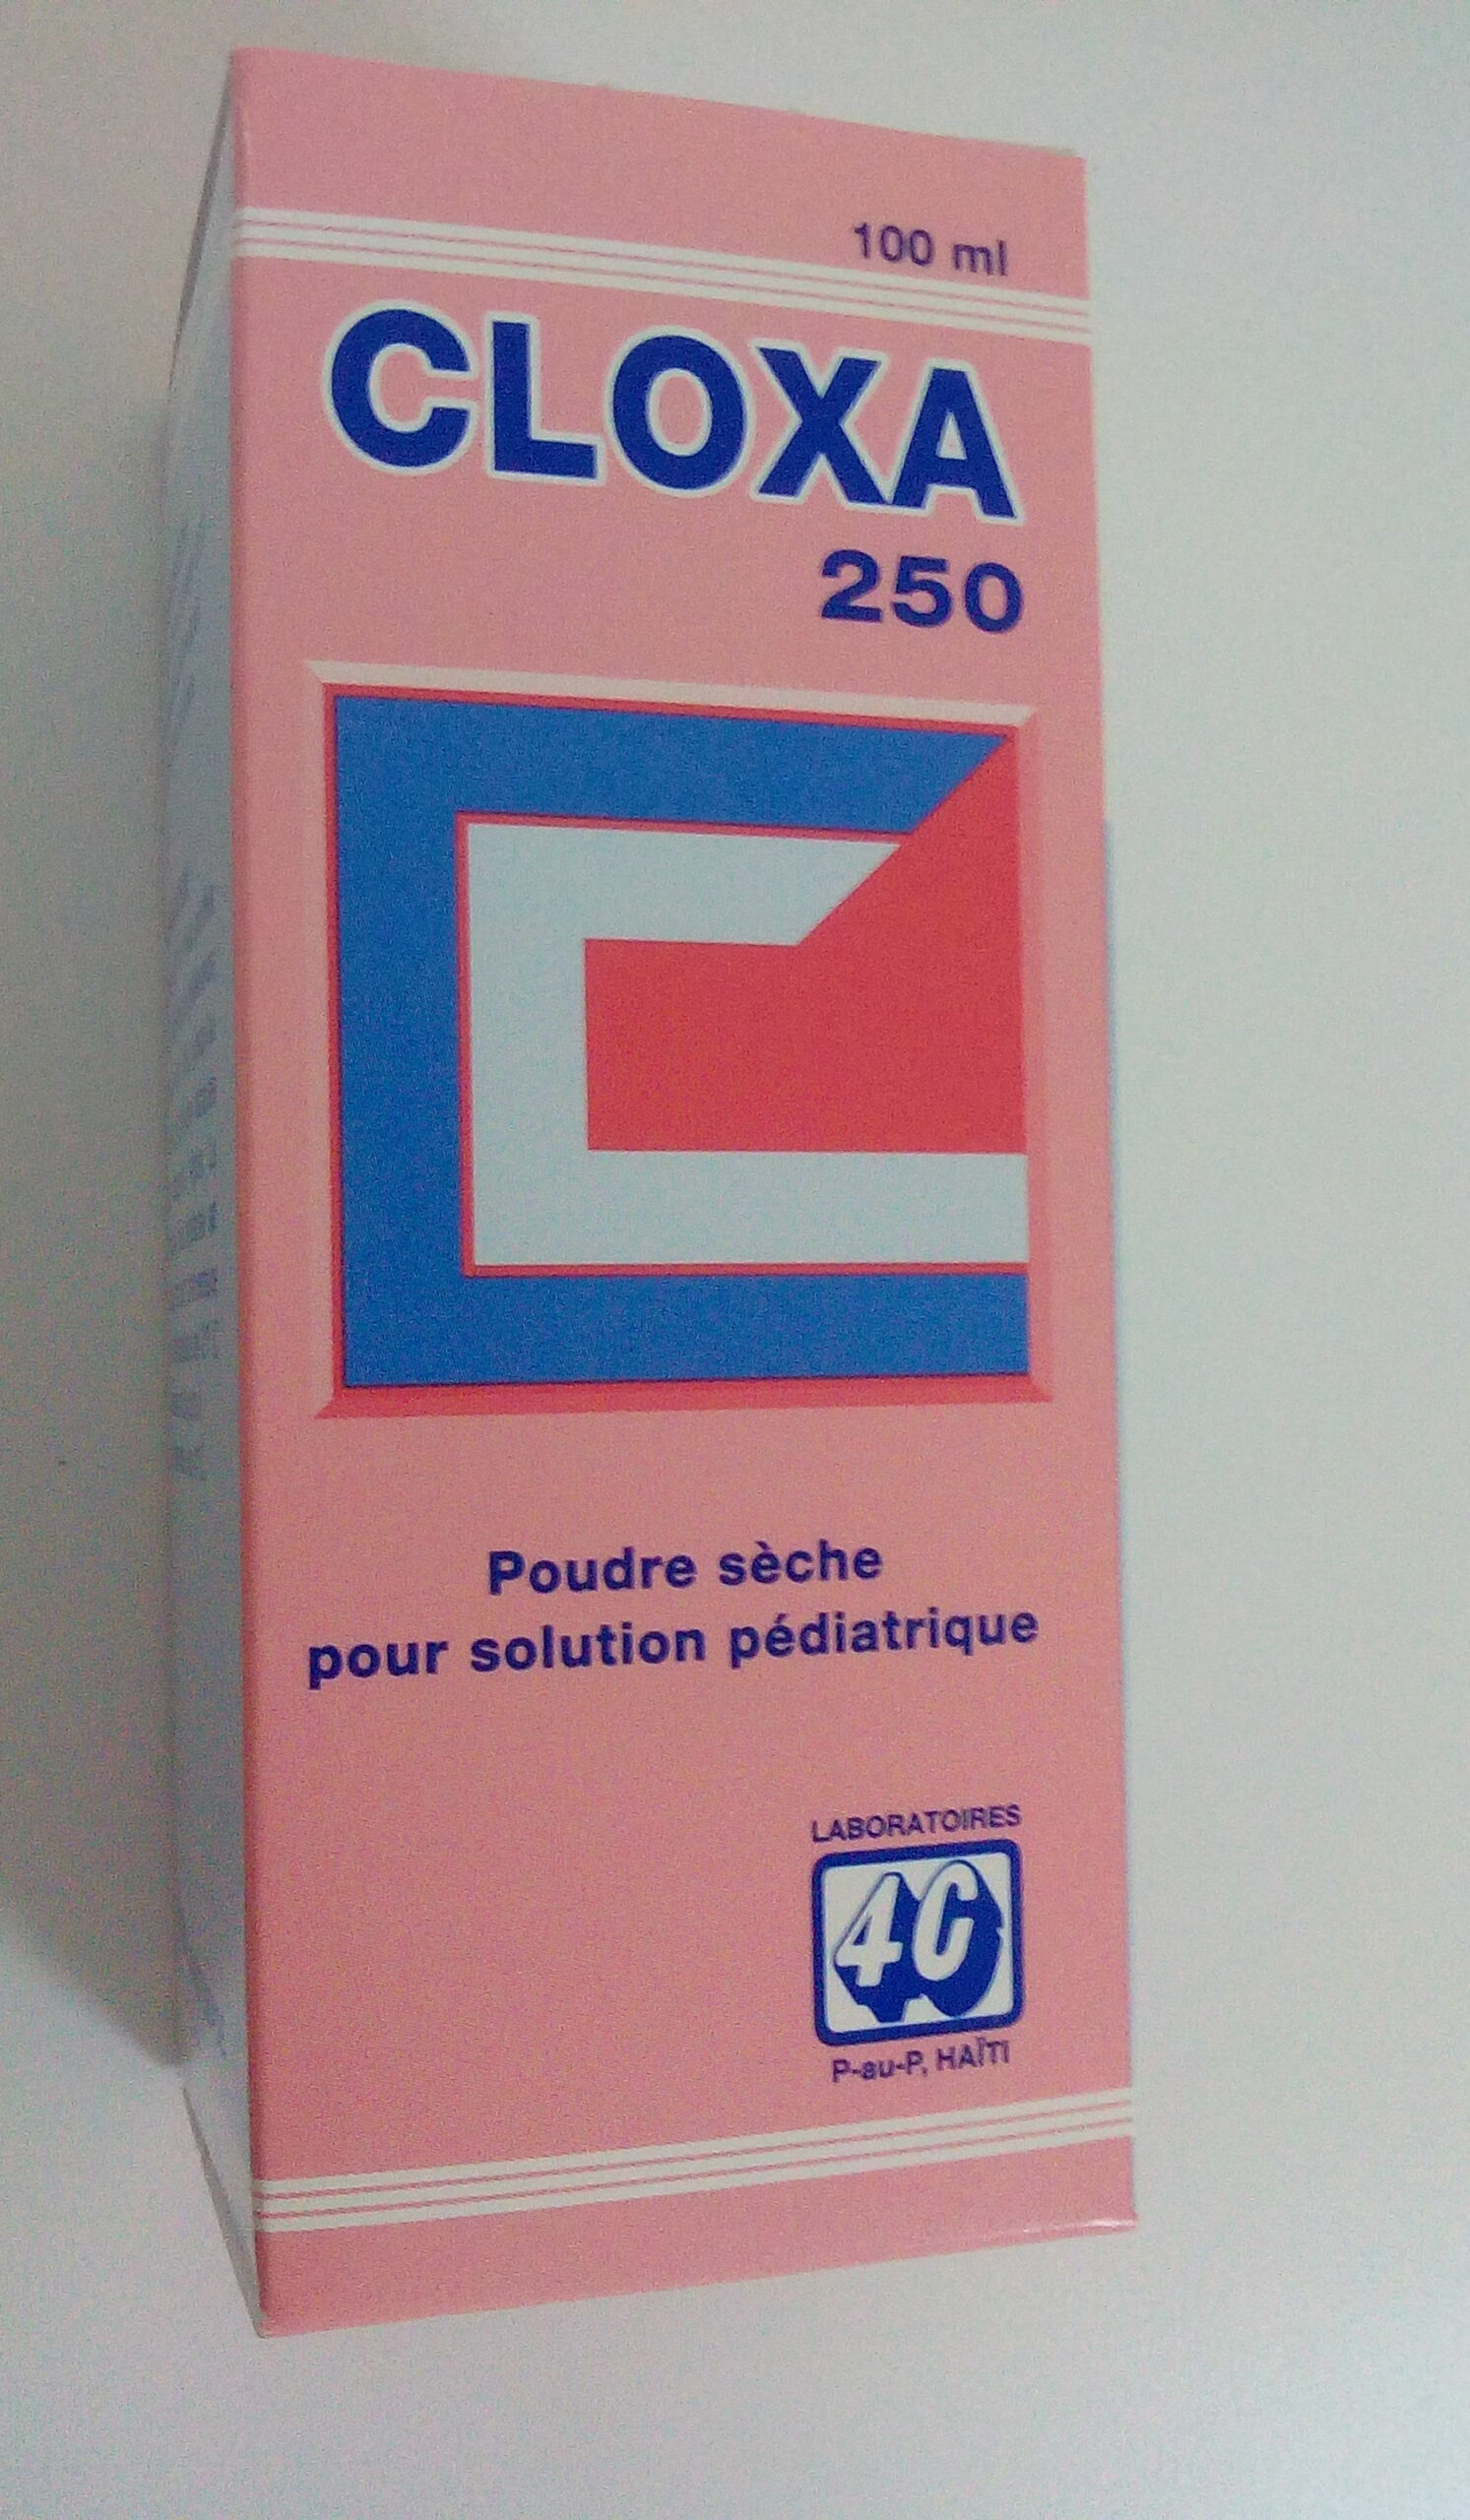 100 ml
CLOXA
250
Poudre sèche
pour solution pédiatrique
LABORATOIRES
4C
P-au-P, HAÏTI